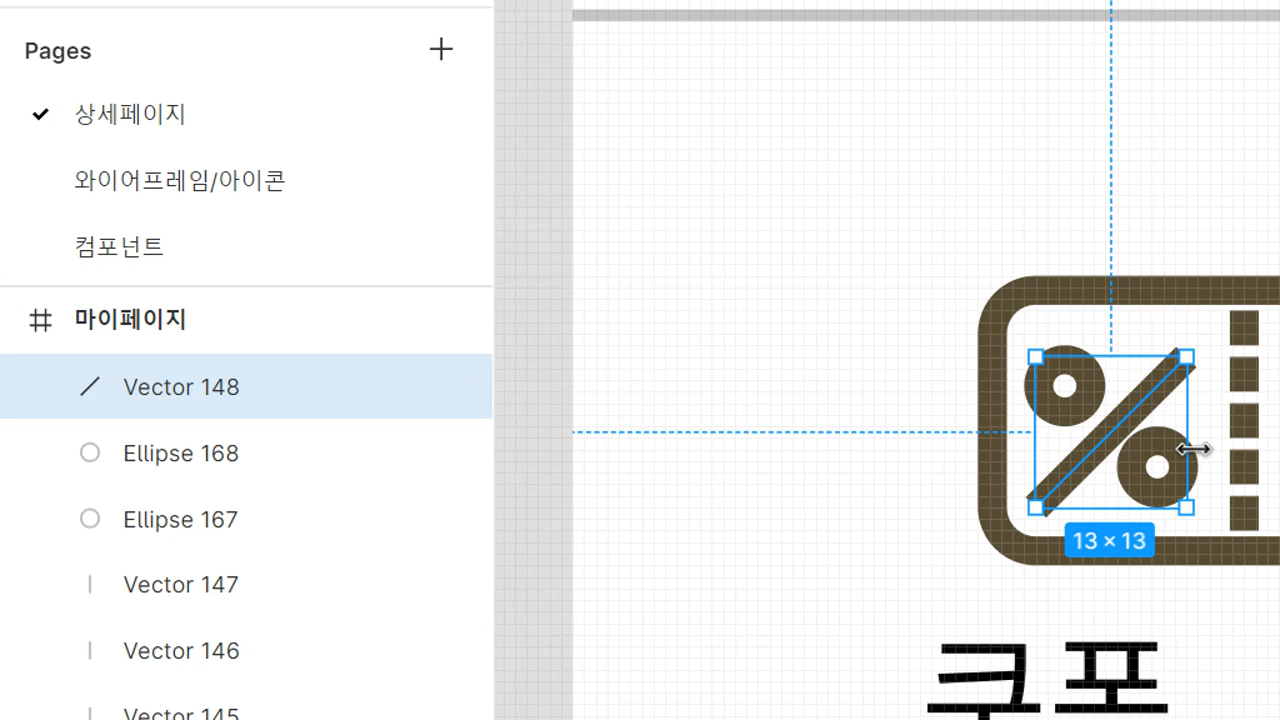 Pages
상세페이지
와이어프레임/아이콘
컴포넌트
마이페이지
Vector 148
Ellipse 168
Ellipse 167
Vector 147
Vector 146
Vector 145
13 × 13
쿠폰